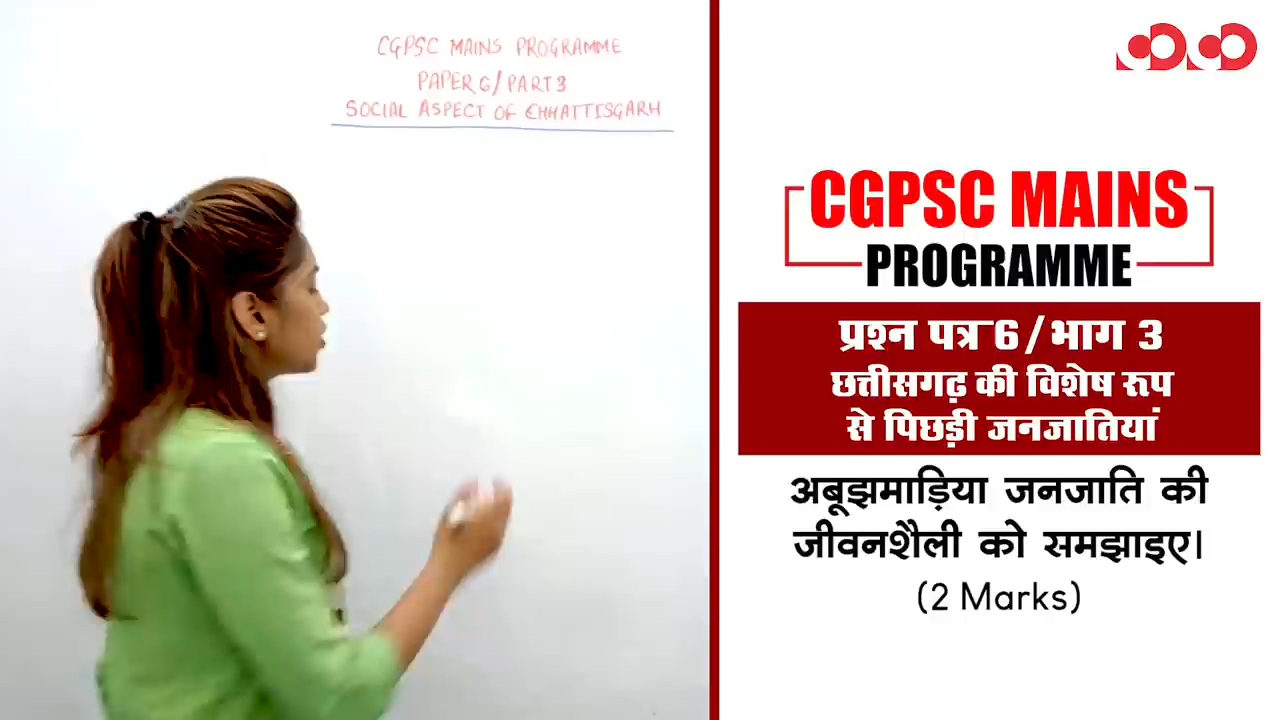 CGPSC MAINS PROGRAMME
PAPER 6/PART 3
SOCIAL ASPECT OF CHHATTISGARH
CGPSC MAINS
PROGRAMME
प्रश्न पत्र 6/भाग 3
छत्तीसगढ़ की विशेष रूप
से पिछड़ी जनजातियां
अबूझमाड़िया जनजाति की
जीवनशैली को समझाइए।
(2 Marks)